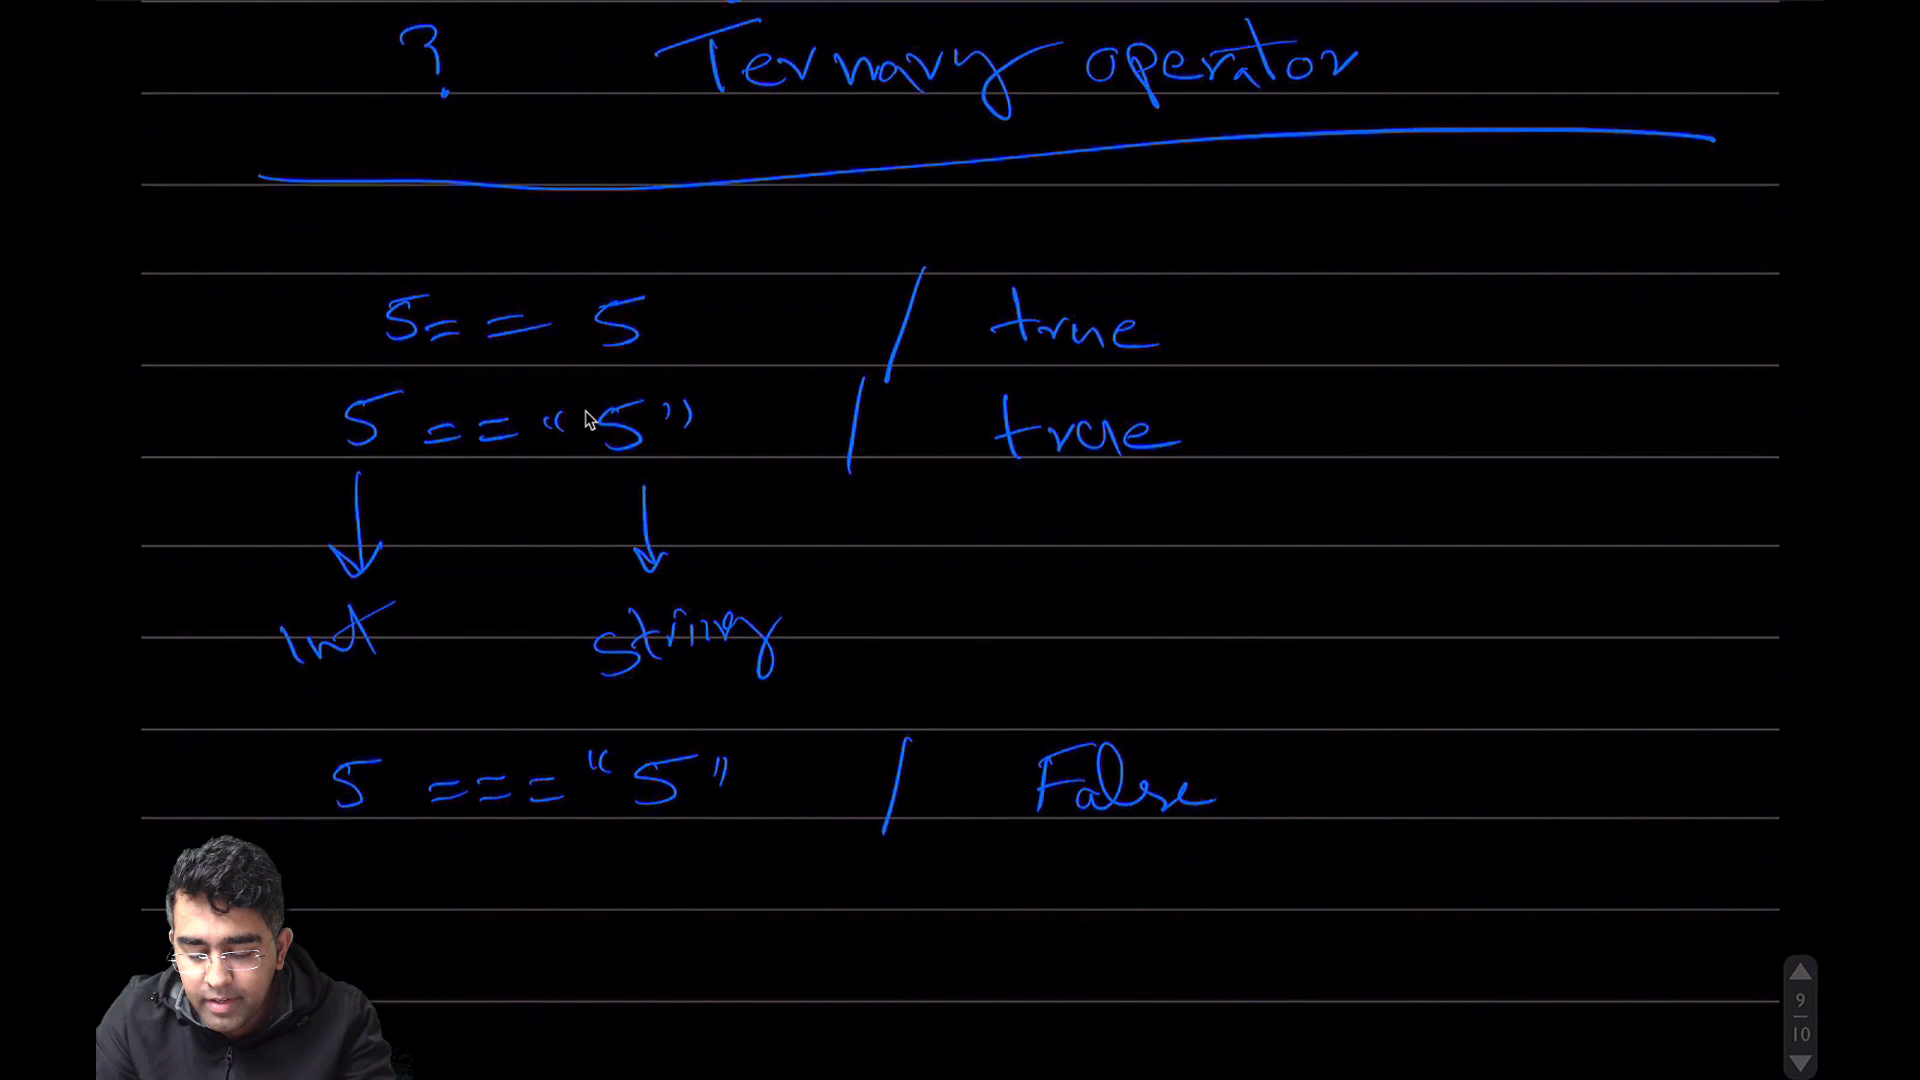 ? Ternary operator
5 == 5 / true
5 == "5" / true
int string
5 === "5" / False
9
10